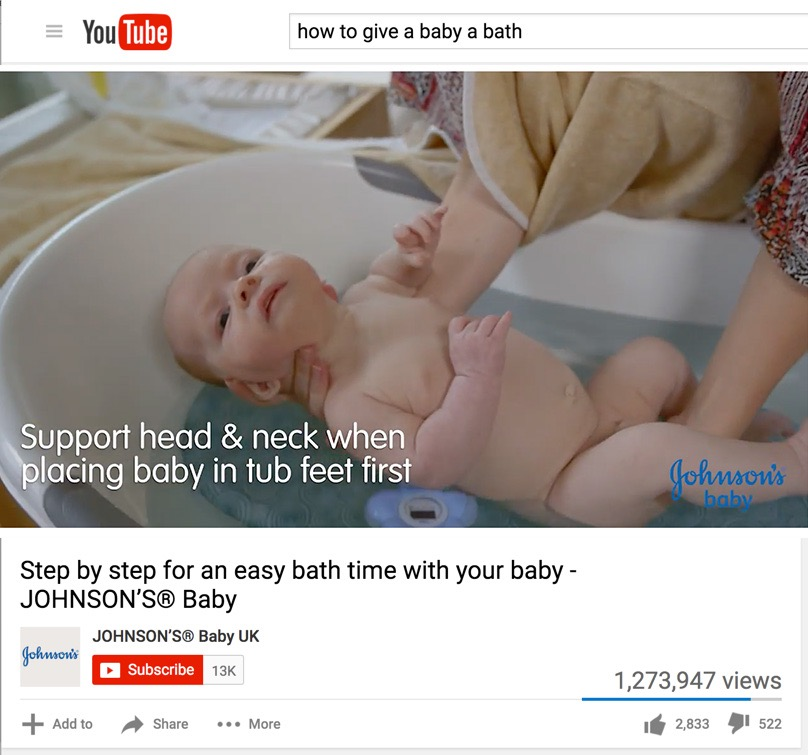 YouTube
how to give a baby a bath
Support head & neck when
placing baby in tub feet first
Johnson's
baby
Step by step for an easy bath time with your baby -
JOHNSON'S® Baby
Johnson's
JOHNSON'S® Baby UK
Subscribe 13K
1,273,947 views
Add to Share More 2,833 522